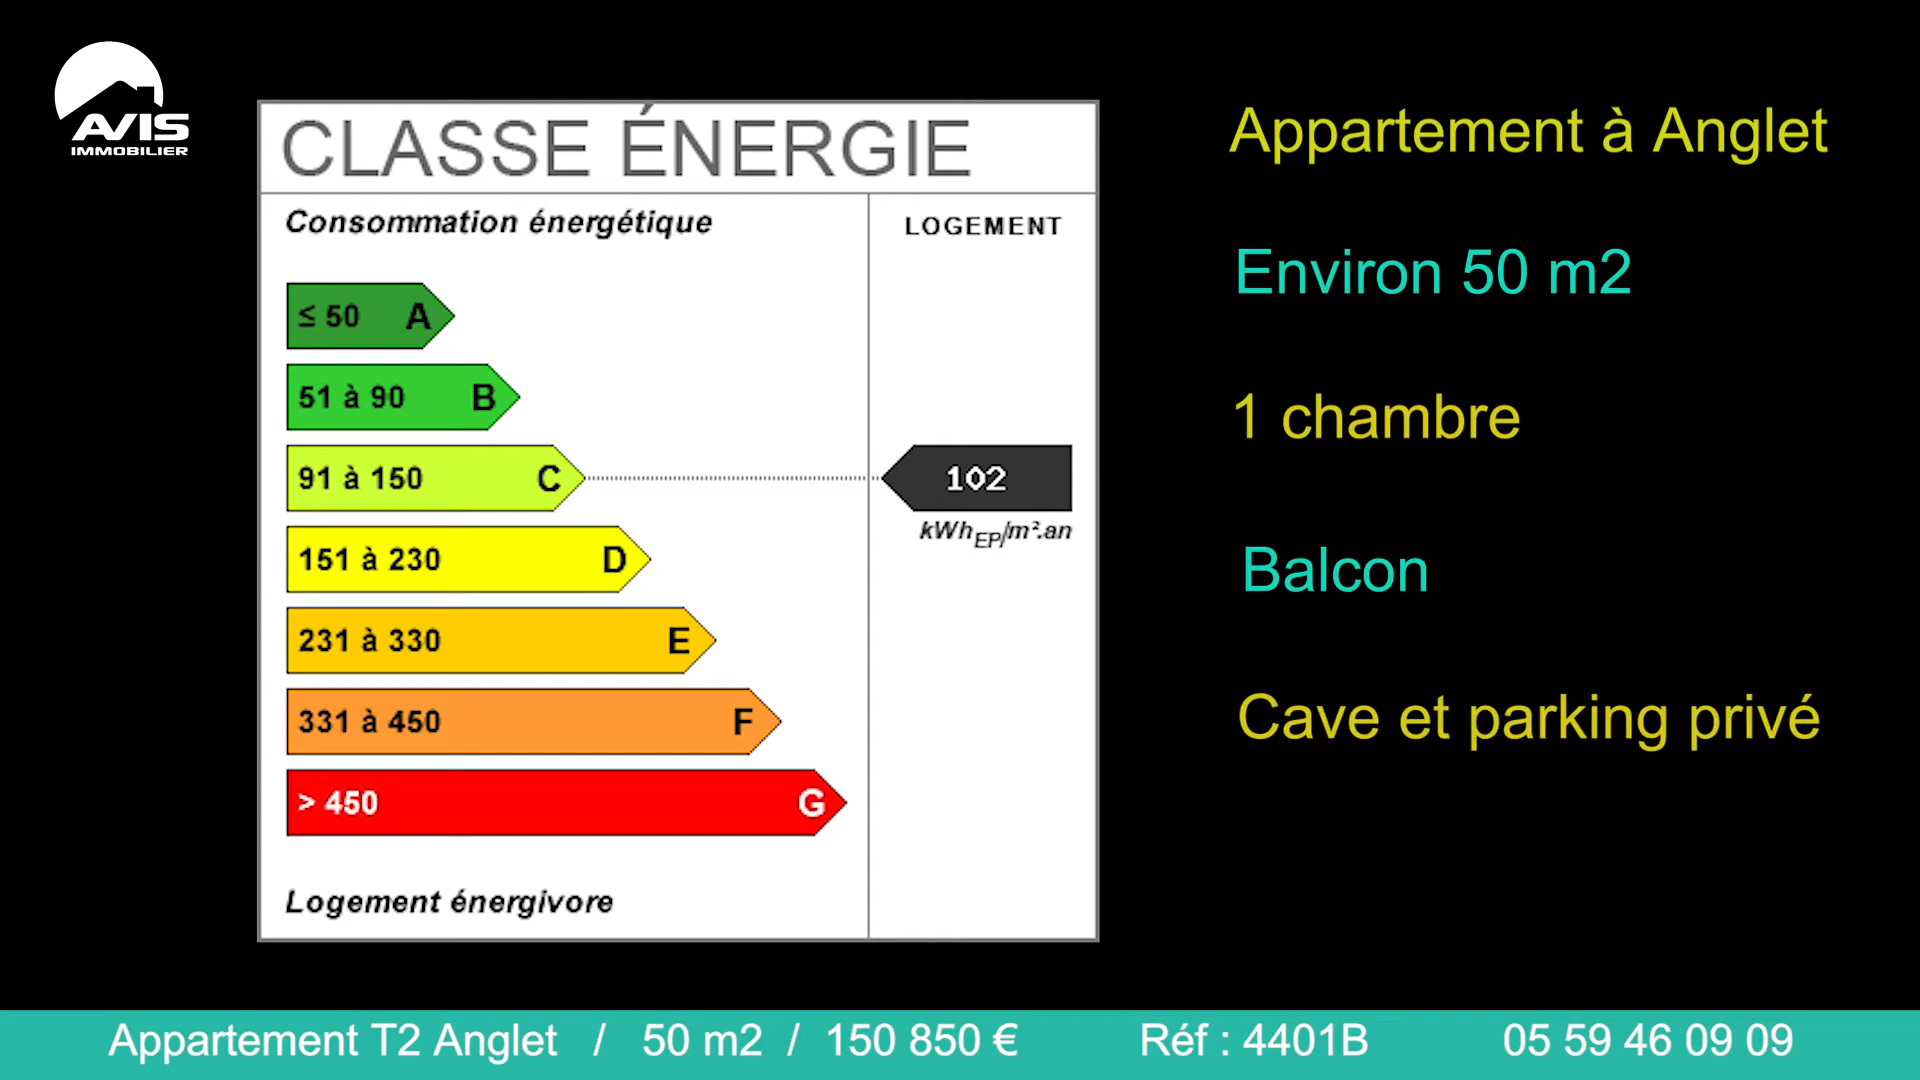 AVIS
IMMOBILIER
CLASSE ÉNERGIE
Consommation énergétique
LOGEMENT
≤ 50 A
51 à 90 B
91 à 150 C
102
kWhEP/m².an
151 à 230 D
231 à 330 E
331 à 450 F
> 450 G
Logement énergivore
Appartement à Anglet
Environ 50 m2
1 chambre
Balcon
Cave et parking privé
Appartement T2 Anglet / 50 m2 / 150 850 € Réf : 4401B 05 59 46 09 09